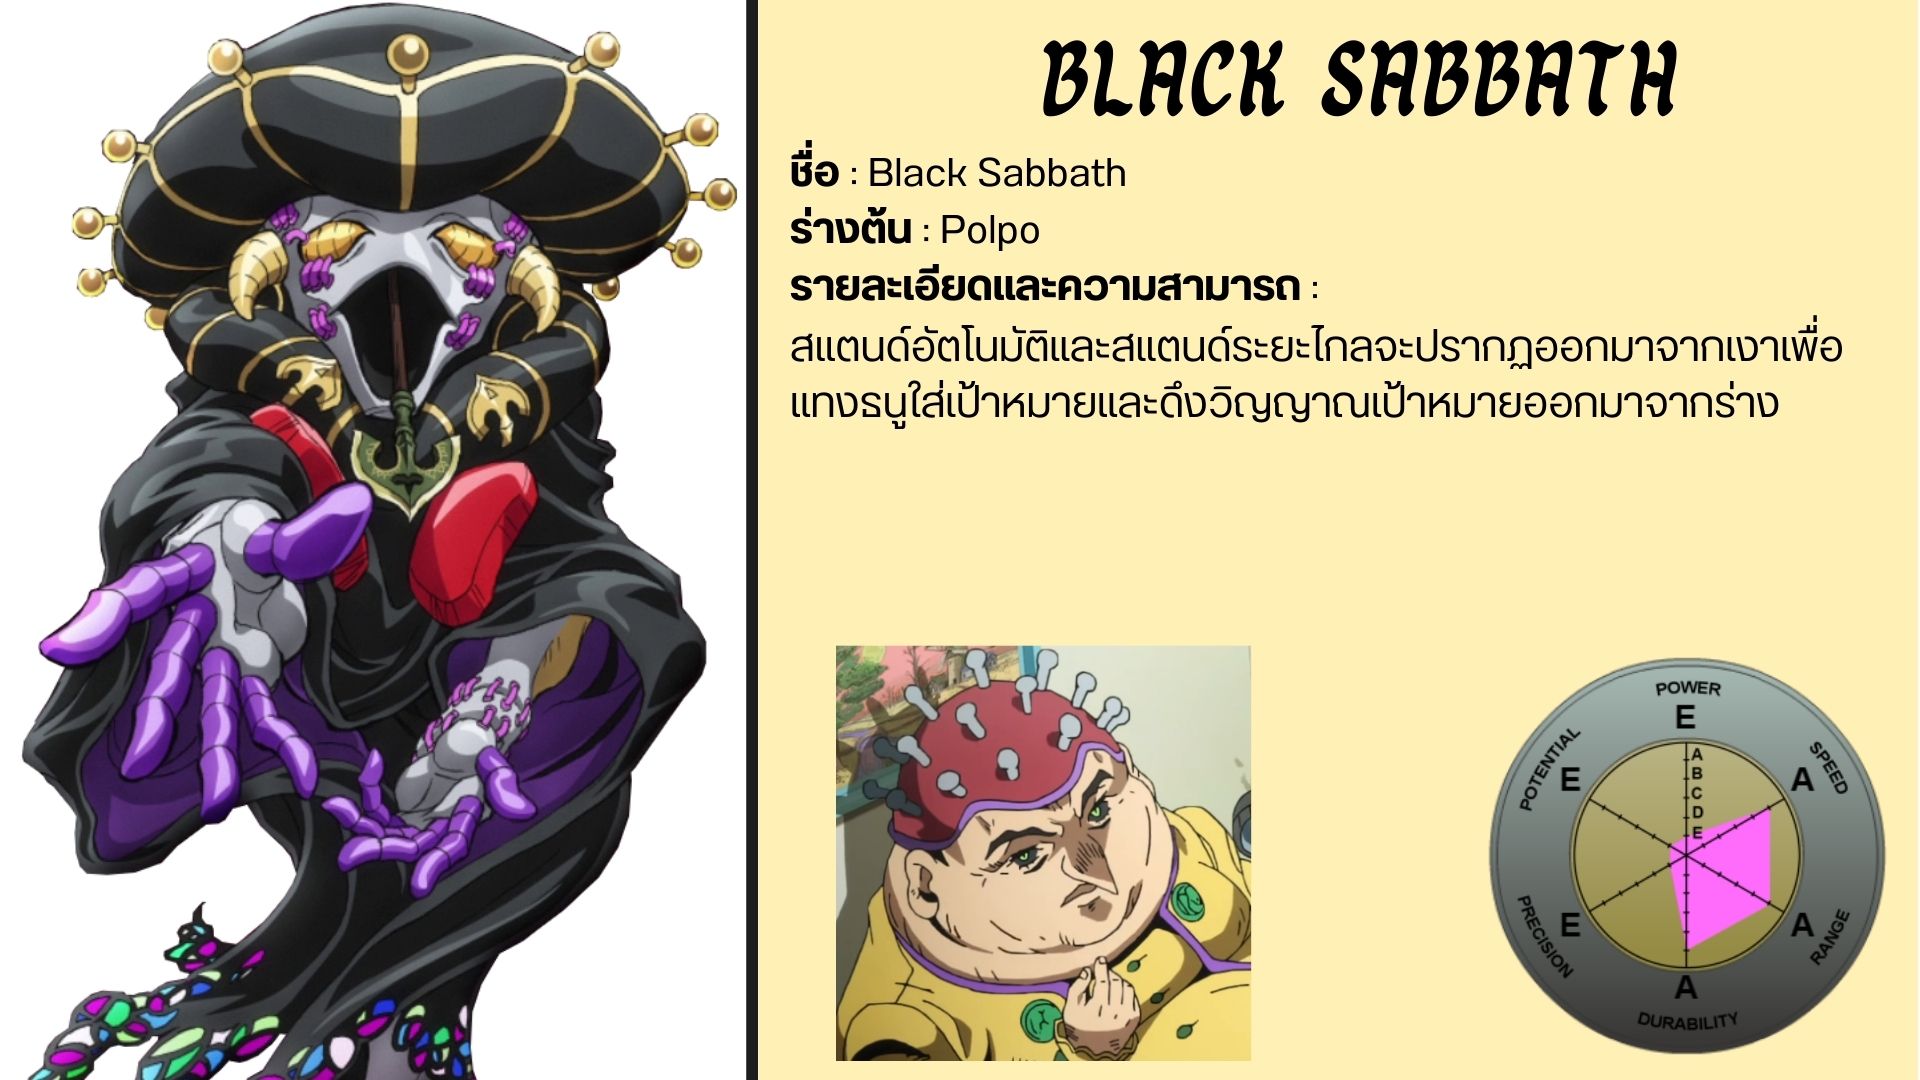 BLACK SABBATH
ชื่อ : Black Sabbath
ร่างต้น : Polpo
รายละเอียดและความสามารถ :
สแตนด์อัตโนมัติและสแตนด์ระยะไกลจะปรากฏออกมาจากเงาเพื่อ
แทงธนูใส่เป้าหมายและดึงวิญญาณเป้าหมายออกมาจากร่าง
POWER
E
SPEED
A
RANGE
A
DURABILITY
A
PRECISION
E
POTENTIAL
E
A
B
C
D
E